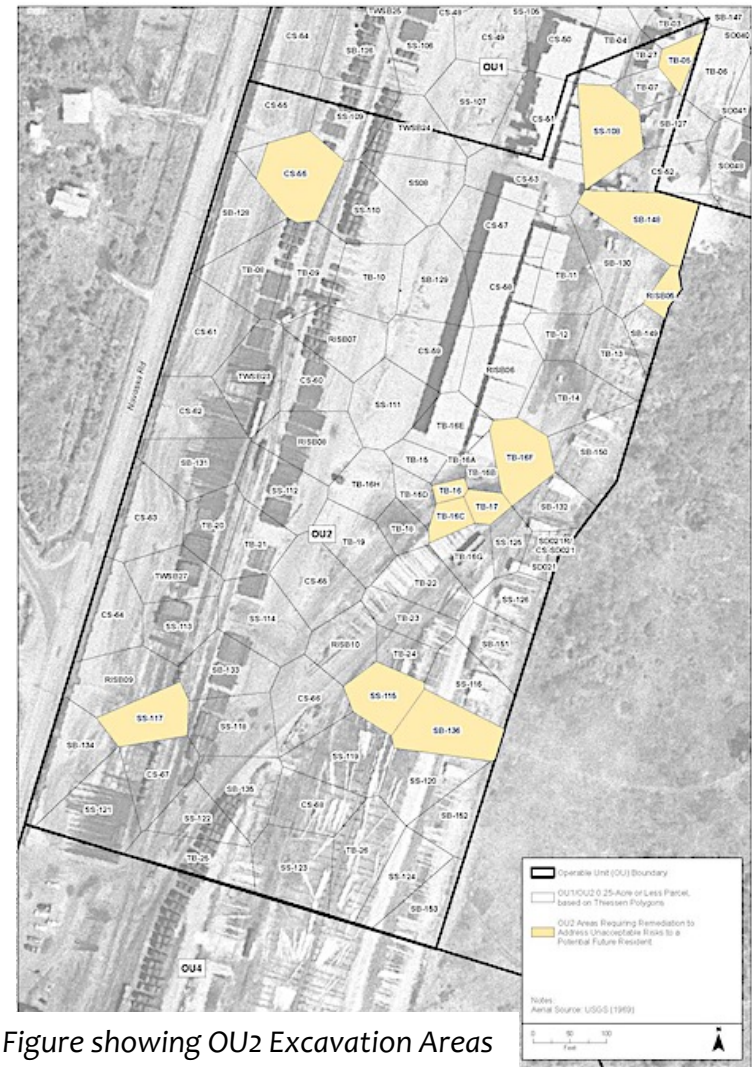 TWSB25
CS-48
SS-105
TB-03
SB-147
CS-54
CS-49
CS-50
TB-04
SO040
SB-126
SS-106
OU1
TB-27
TB-05
TB-06
CS-55
SS-107
TB-07
SS-109
TWSB24
CS-51
SS-108
SB-127
SO041
CS-53
CS-52
SS-110
SB-128
CS-57
SB-148
TB-08
TB-09
TB-10
SB-129
TB-11
SB-130
CS-58
RISB05
CS-61
RISB07
TB-12
SB-149
CS-59
TB-13
Navassa Rd
TWSB23
CS-60
RISB06
SS-111
TB-14
CS-62
TB-16E
RISB08
SB-150
SB-131
TB-15
TB-16A
TB-16F
TB-16B
TB-16H
TB-16D
TB-16
SS-112
TB-17
SB-132
CS-63
TB-16C
TB-20
TB-18
OU2
TB-19
SS-125
SD021R/
CS-SD021
TB-21
TB-16G
SD021
TWSB27
CS-65
TB-22
SS-126
CS-64
SS-113
SS-114
TB-23
RISB10
SB-151
TB-24
SB-133
RISB09
CS-66
SS-115
SS-116
SS-117
SS-118
SB-136
SB-134
SS-119
CS-67
SS-120
SB-135
SS-121
CS-68
SB-152
SS-122
TB-25
TB-26
SS-123
SS-124
SB-153
OU4
Operable Unit (OU) Boundary
OU1/OU2 0.25-Acre or Less Parcel,
based on Thiessen Polygons
OU2 Areas Requiring Remediation to
Address Unacceptable Risks to a
Potential Future Resident
Notes:
Aerial Source: USGS (1969)
0 50 100
Feet
N
Figure showing OU2 Excavation Areas